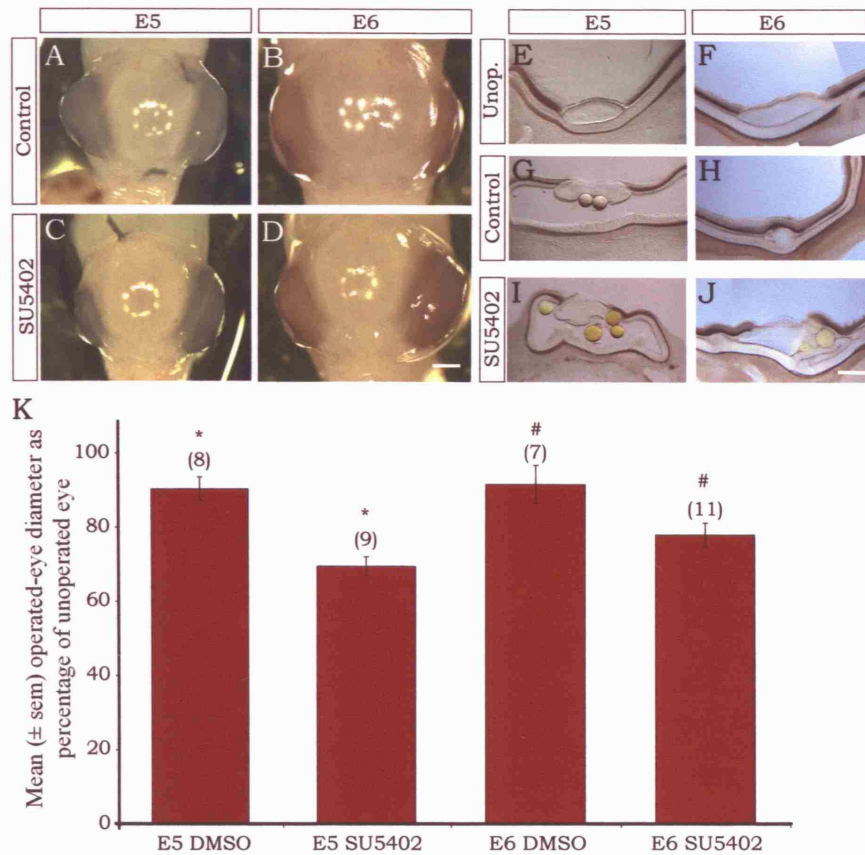 E5
E6
E5
E6
Control
A
B
SU5402
C
D
Unop.
E
F
Control
G
H
SU5402
I
J
K
Mean (± sem) operated-eye diameter as
percentage of unoperated eye
100
80
60
40
20
0
*
(8)
*
(9)
#
(7)
#
(11)
E5 DMSO
E5 SU5402
E6 DMSO
E6 SU5402